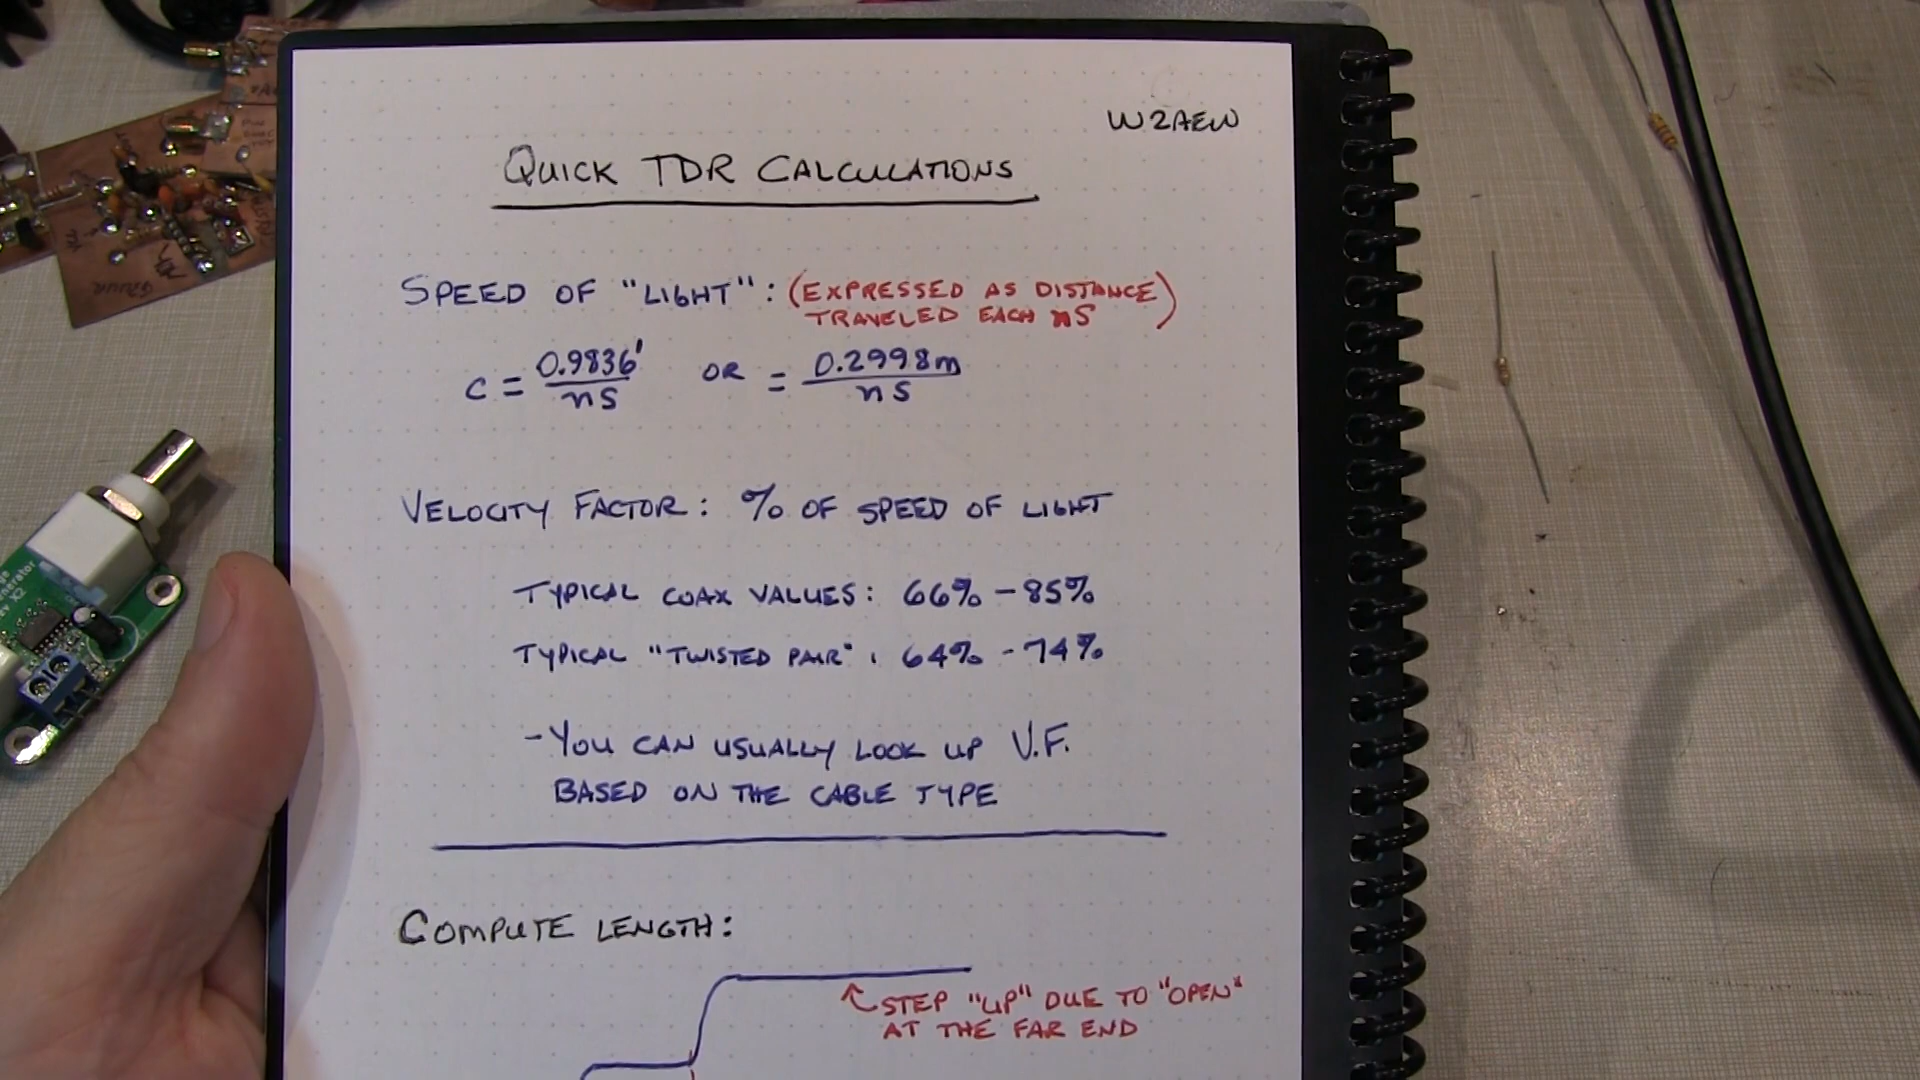 W2AEW
QUICK TDR CALCULATIONS
SPEED OF "LIGHT": (EXPRESSED AS DISTANCE
TRAVELED EACH nS)
c = 0.9836'/nS OR = 0.2998m/nS
VELOCITY FACTOR: % OF SPEED OF LIGHT
TYPICAL COAX VALUES: 66% - 85%
TYPICAL "TWISTED PAIR": 64% - 74%
- YOU CAN USUALLY LOOK UP V.F.
BASED ON THE CABLE TYPE
COMPUTE LENGTH:
STEP "UP" DUE TO "OPEN"
AT THE FAR END